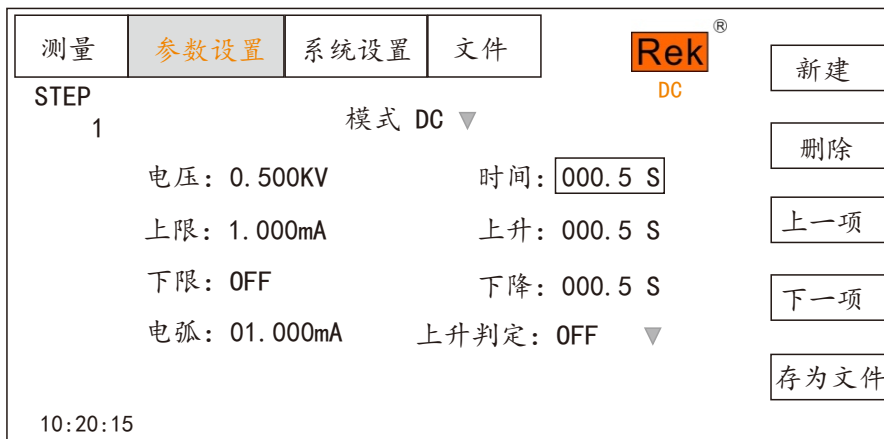 测量 参数设置 系统设置 文件 Rek®
DC
新建
STEP
1
模式 DC
删除
电压: 0.500KV 时间: 000.5 S
上限: 1.000mA 上升: 000.5 S
上一项
下限: OFF 下降: 000.5 S
下一项
电弧: 01.000mA 上升判定: OFF
存为文件
10:20:15